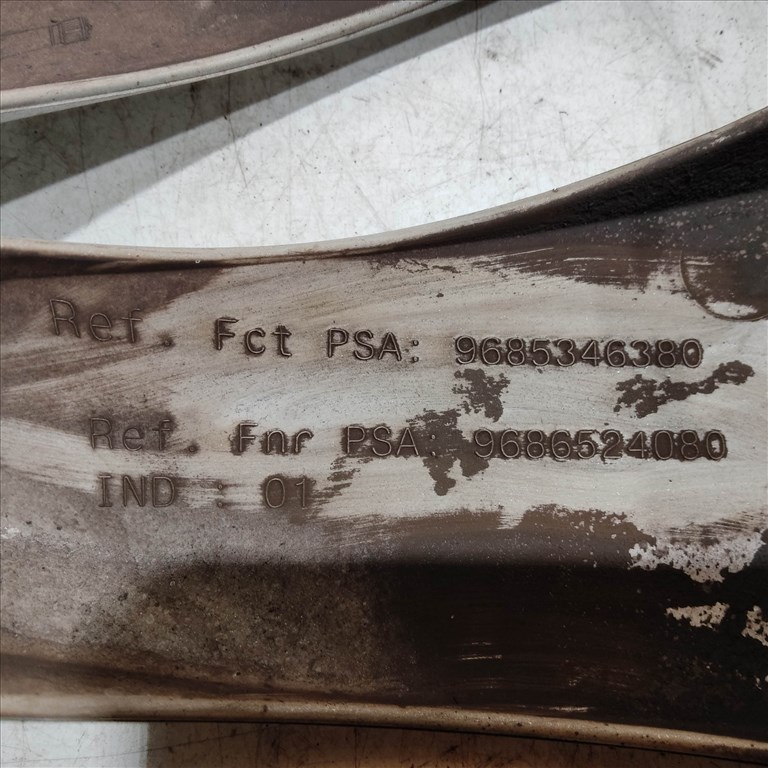 Ref. Fct PSA: 9685346380
Ref. Fnr PSA: 9686524080
IND : 01